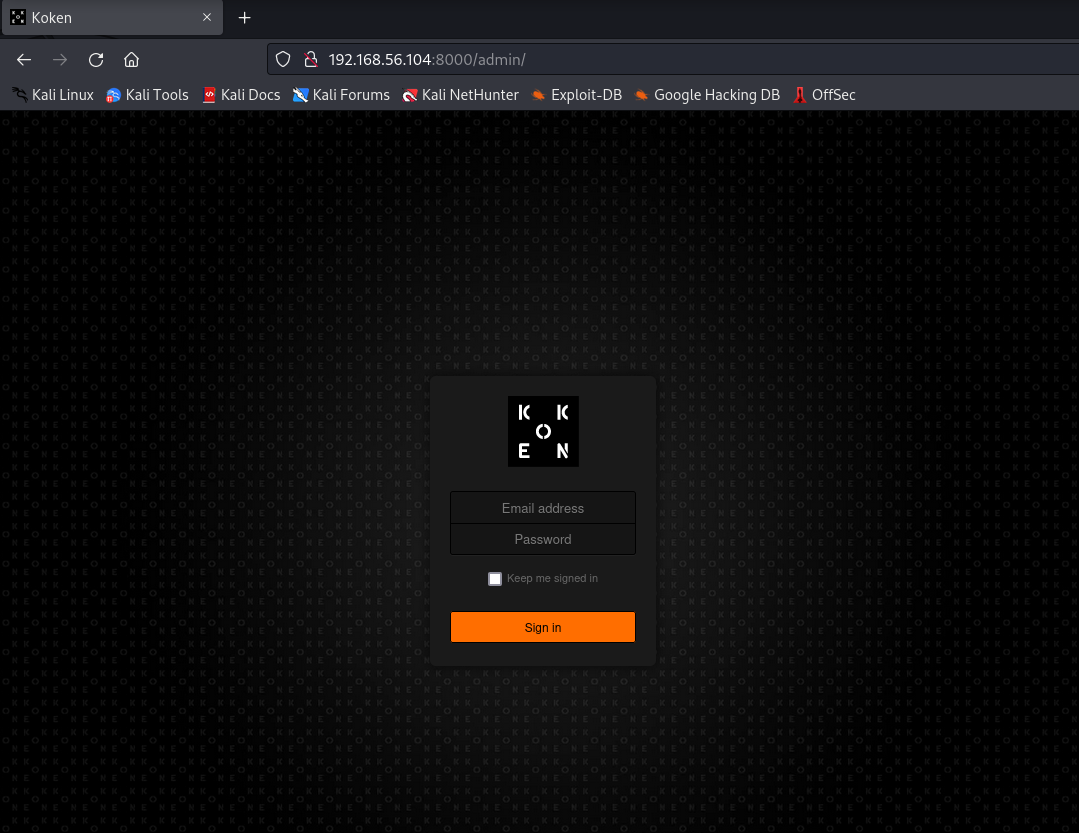 Koken
192.168.56.104:8000/admin/
Kali Linux Kali Tools Kali Docs Kali Forums Kali NetHunter Exploit-DB Google Hacking DB OffSec
K K
O
E N
Email address
Password
Keep me signed in
Sign in